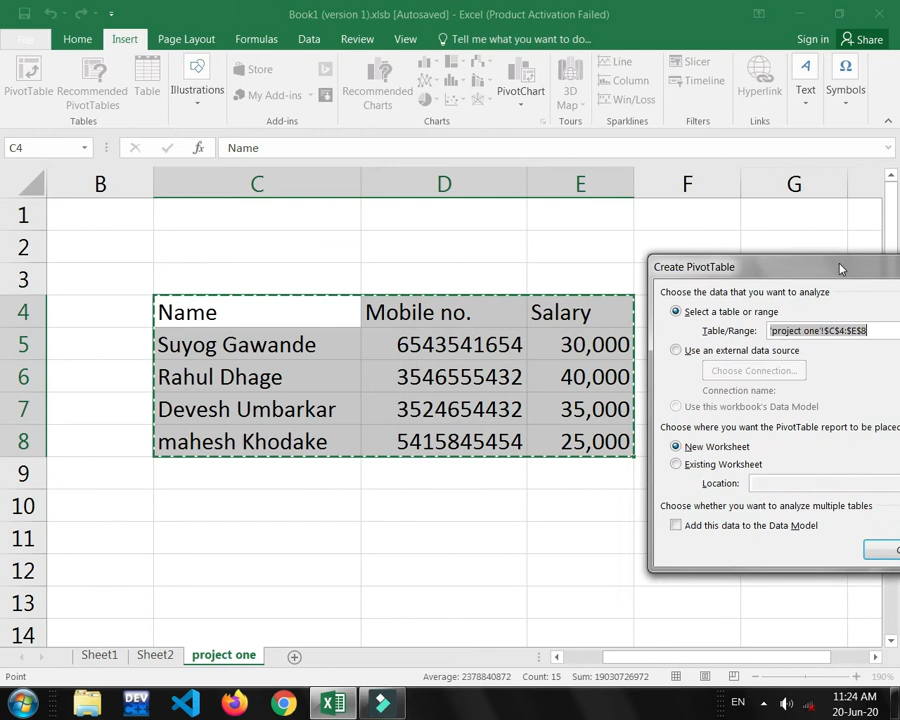 Book1 (version 1).xlsb [Autosaved] - Excel (Product Activation Failed)
File Home Insert Page Layout Formulas Data Review View Tell me what you want to do... Sign in Share
PivotTable Recommended PivotTables Table
Illustrations
Store
My Add-ins
Recommended Charts
PivotChart
3D Map
Line
Column
Win/Loss
Slicer
Timeline
Hyperlink
Text
Symbols
Tables Add-ins Charts Tours Sparklines Filters Links
C4 fx Name
B C D E F G
1
2
3
4 Name Mobile no. Salary
5 Suyog Gawande 6543541654 30,000
6 Rahul Dhage 3546555432 40,000
7 Devesh Umbarkar 3524654432 35,000
8 mahesh Khodake 5415845454 25,000
9
10
11
12
13
14
Create PivotTable
Choose the data that you want to analyze
Select a table or range
Table/Range: 'project one'!$C$4:$E$8
Use an external data source
Choose Connection...
Connection name:
Use this workbook's Data Model
Choose where you want the PivotTable report to be placed
New Worksheet
Existing Worksheet
Location:
Choose whether you want to analyze multiple tables
Add this data to the Data Model
Sheet1 Sheet2 project one
Point Average: 2378840872 Count: 15 Sum: 19030726972 190%
DEV
EN 11:24 AM
20-Jun-20